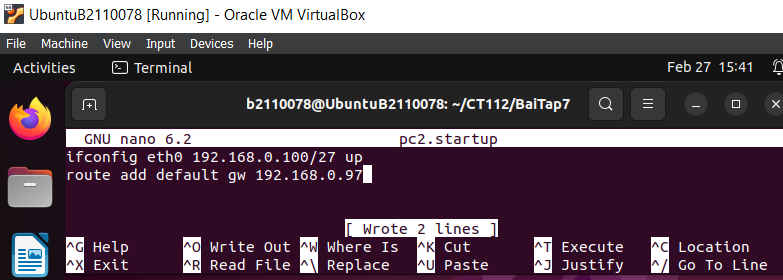 UbuntuB2110078 [Running] - Oracle VM VirtualBox
File Machine View Input Devices Help
Activities Terminal Feb 27 15:41
b2110078@UbuntuB2110078: ~/CT112/BaiTap7
GNU nano 6.2 pc2.startup
ifconfig eth0 192.168.0.100/27 up
route add default gw 192.168.0.97
[ Wrote 2 lines ]
^G Help ^O Write Out ^W Where Is ^K Cut ^T Execute ^C Location
^X Exit ^R Read File ^\ Replace ^U Paste ^J Justify ^/ Go To Line